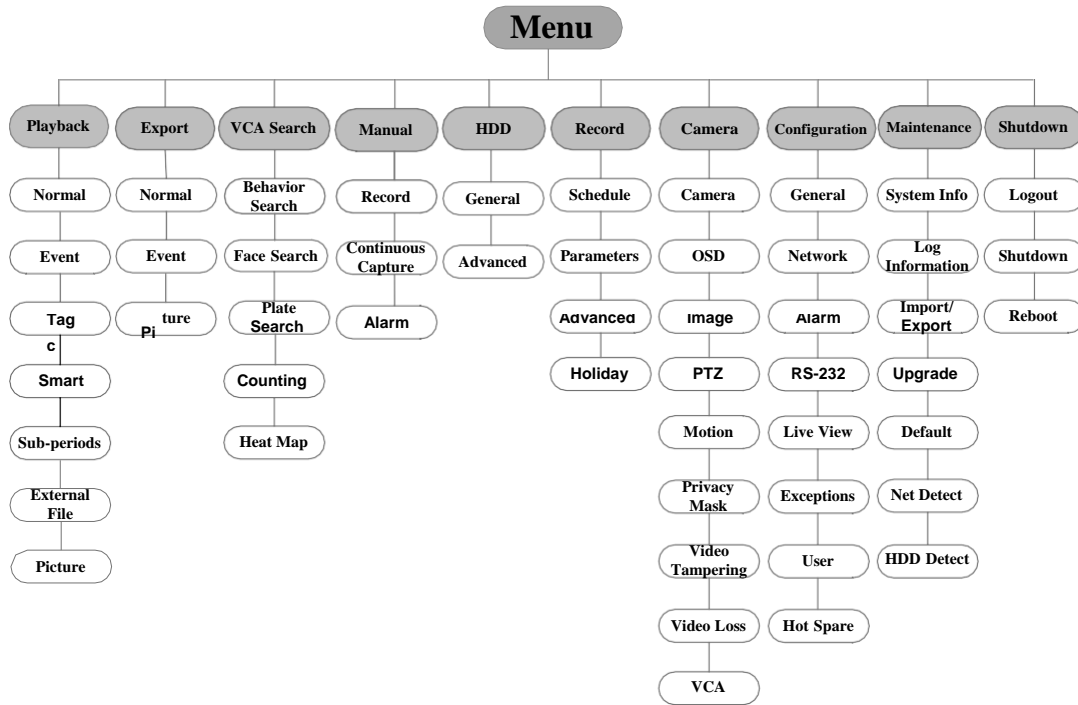 Menu
Playback
Export
VCA Search
Manual
HDD
Record
Camera
Configuration
Maintenance
Shutdown
Normal
Event
Tag
c
Smart
Sub-periods
External
File
Picture
Normal
Event
Pi
ture
Behavior
Search
Face Search
Plate
Search
Counting
Heat Map
Record
Continuous
Capture
Alarm
General
Advanced
Schedule
Parameters
Advanced
Holiday
Camera
OSD
Image
PTZ
Motion
Privacy
Mask
Video
Tampering
Video Loss
VCA
General
Network
Alarm
RS-232
Live View
Exceptions
User
Hot Spare
System Info
Log
Information
Import/
Export
Upgrade
Default
Net Detect
HDD Detect
Logout
Shutdown
Reboot